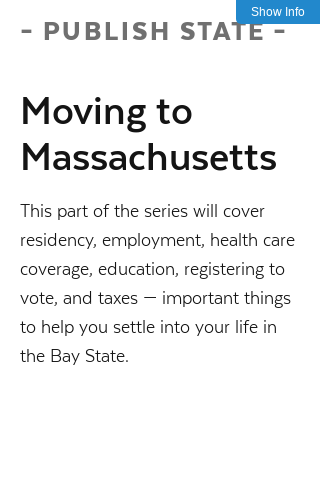 Show Info
– PUBLISH STATE –
Moving to
Massachusetts
This part of the series will cover
residency, employment, health care
coverage, education, registering to
vote, and taxes — important things
to help you settle into your life in
the Bay State.